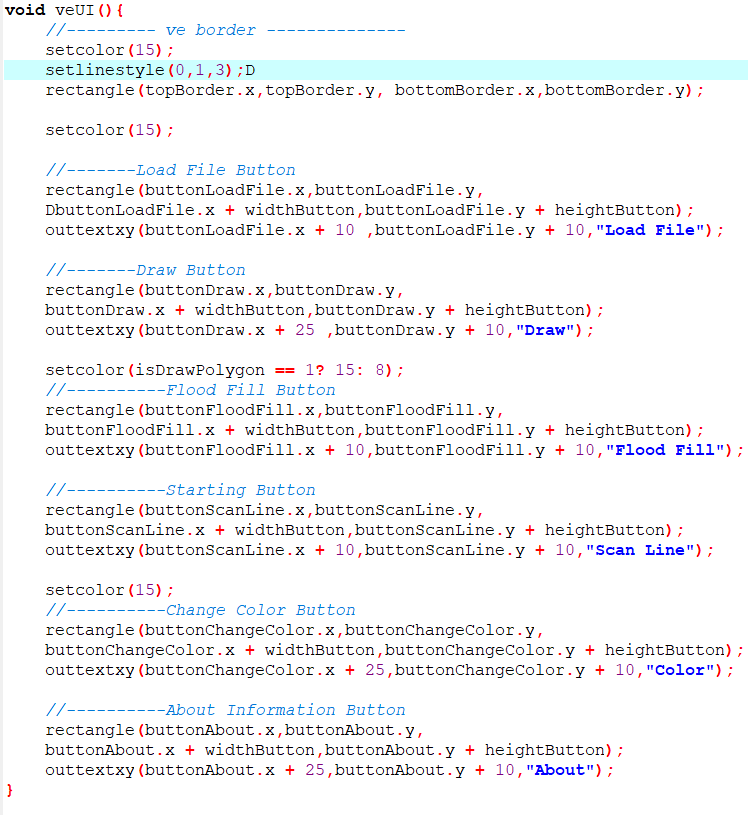 void veUI(){
//--------- ve border --------------
setcolor(15);
setlinestyle(0,1,3);D
rectangle(topBorder.x,topBorder.y, bottomBorder.x,bottomBorder.y);
setcolor(15);
//-------Load File Button
rectangle(buttonLoadFile.x,buttonLoadFile.y,
DbuttonLoadFile.x + widthButton,buttonLoadFile.y + heightButton);
outtextxy(buttonLoadFile.x + 10 ,buttonLoadFile.y + 10,"Load File");
//-------Draw Button
rectangle(buttonDraw.x,buttonDraw.y,
buttonDraw.x + widthButton,buttonDraw.y + heightButton);
outtextxy(buttonDraw.x + 25 ,buttonDraw.y + 10,"Draw");
setcolor(isDrawPolygon == 1? 15: 8);
//----------Flood Fill Button
rectangle(buttonFloodFill.x,buttonFloodFill.y,
buttonFloodFill.x + widthButton,buttonFloodFill.y + heightButton);
outtextxy(buttonFloodFill.x + 10,buttonFloodFill.y + 10,"Flood Fill");
//----------Starting Button
rectangle(buttonScanLine.x,buttonScanLine.y,
buttonScanLine.x + widthButton,buttonScanLine.y + heightButton);
outtextxy(buttonScanLine.x + 10,buttonScanLine.y + 10,"Scan Line");
setcolor(15);
//----------Change Color Button
rectangle(buttonChangeColor.x,buttonChangeColor.y,
buttonChangeColor.x + widthButton,buttonChangeColor.y + heightButton);
outtextxy(buttonChangeColor.x + 25,buttonChangeColor.y + 10,"Color");
//----------About Information Button
rectangle(buttonAbout.x,buttonAbout.y,
buttonAbout.x + widthButton,buttonAbout.y + heightButton);
outtextxy(buttonAbout.x + 25,buttonAbout.y + 10,"About");
}